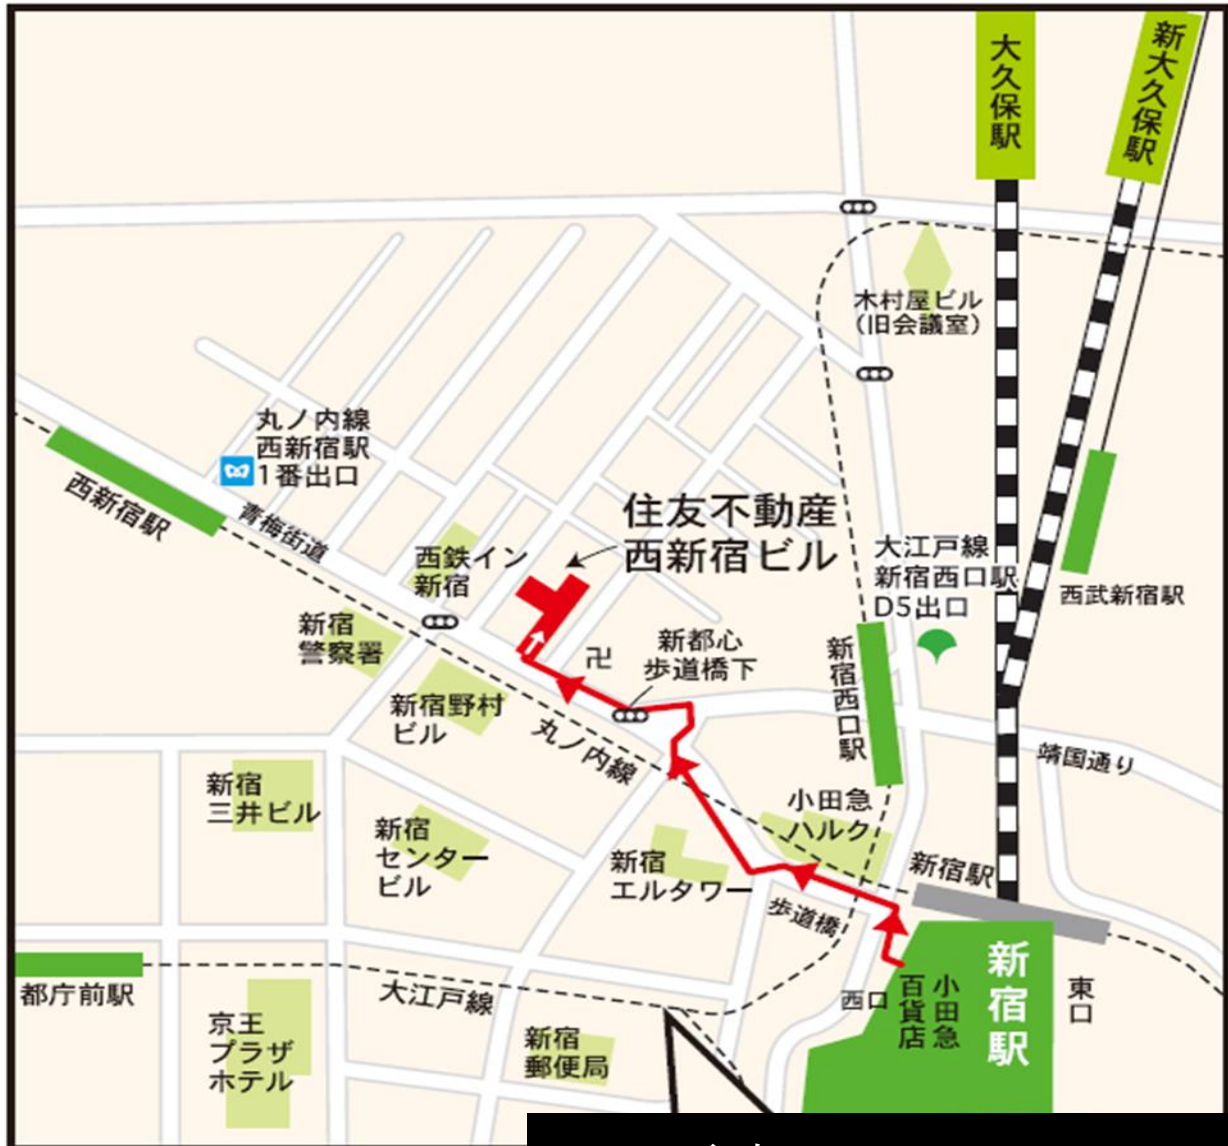 大久保駅
新大久保駅
木村屋ビル
(旧会議室)
丸ノ内線
西新宿駅
1番出口
西新宿駅
青梅街道
西鉄イン
新宿
住友不動産
西新宿ビル
大江戸線
新宿西口駅
D5出口
西武新宿駅
新宿
警察署
卍
新都心
歩道橋下
新宿西口駅
新宿野村
ビル
丸ノ内線
靖国通り
新宿
三井ビル
新宿
センター
ビル
新宿
エルタワー
小田急
ハルク
新宿駅
歩道橋
都庁前駅
大江戸線
京王
プラザ
ホテル
新宿
郵便局
西口
小田急
百貨店
新宿駅
東口